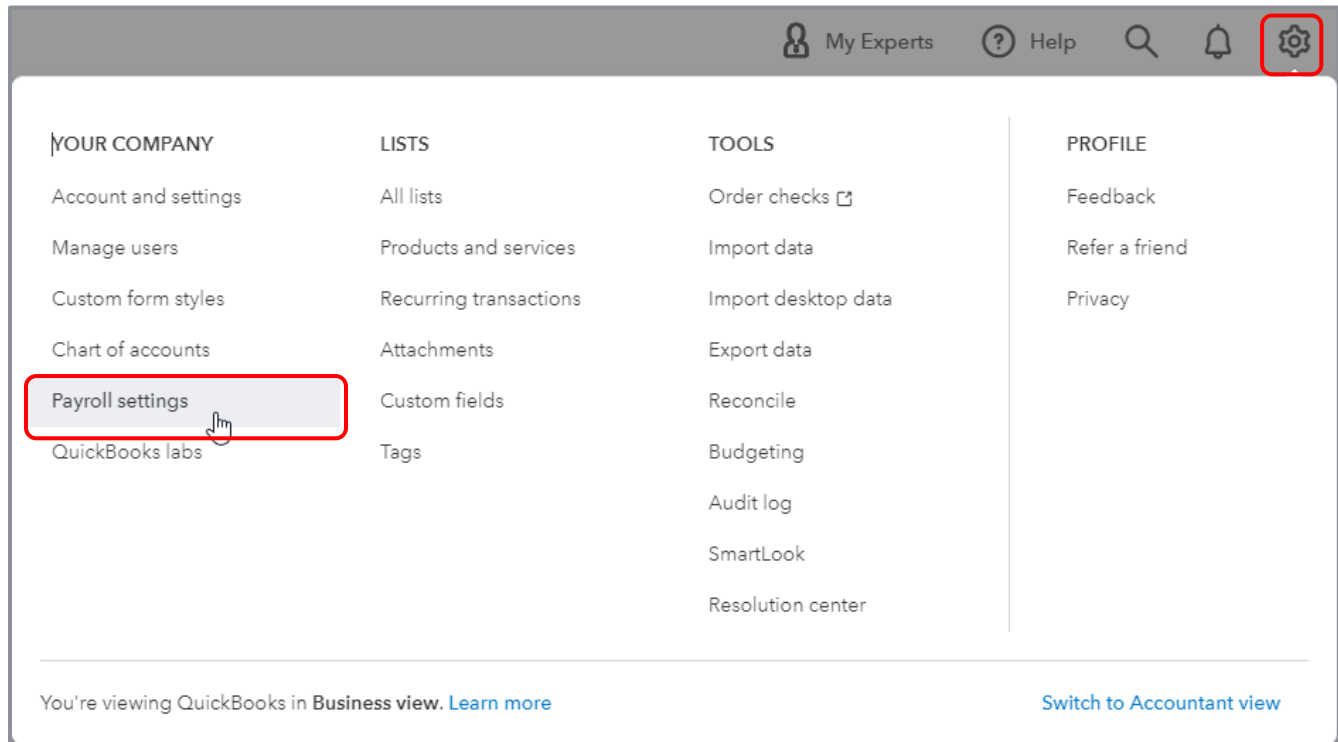 My Experts
Help
YOUR COMPANY
Account and settings
Manage users
Custom form styles
Chart of accounts
Payroll settings
QuickBooks labs
LISTS
All lists
Products and services
Recurring transactions
Attachments
Custom fields
Tags
TOOLS
Order checks
Import data
Import desktop data
Export data
Reconcile
Budgeting
Audit log
SmartLook
Resolution center
PROFILE
Feedback
Refer a friend
Privacy
You're viewing QuickBooks in Business view. Learn more
Switch to Accountant view